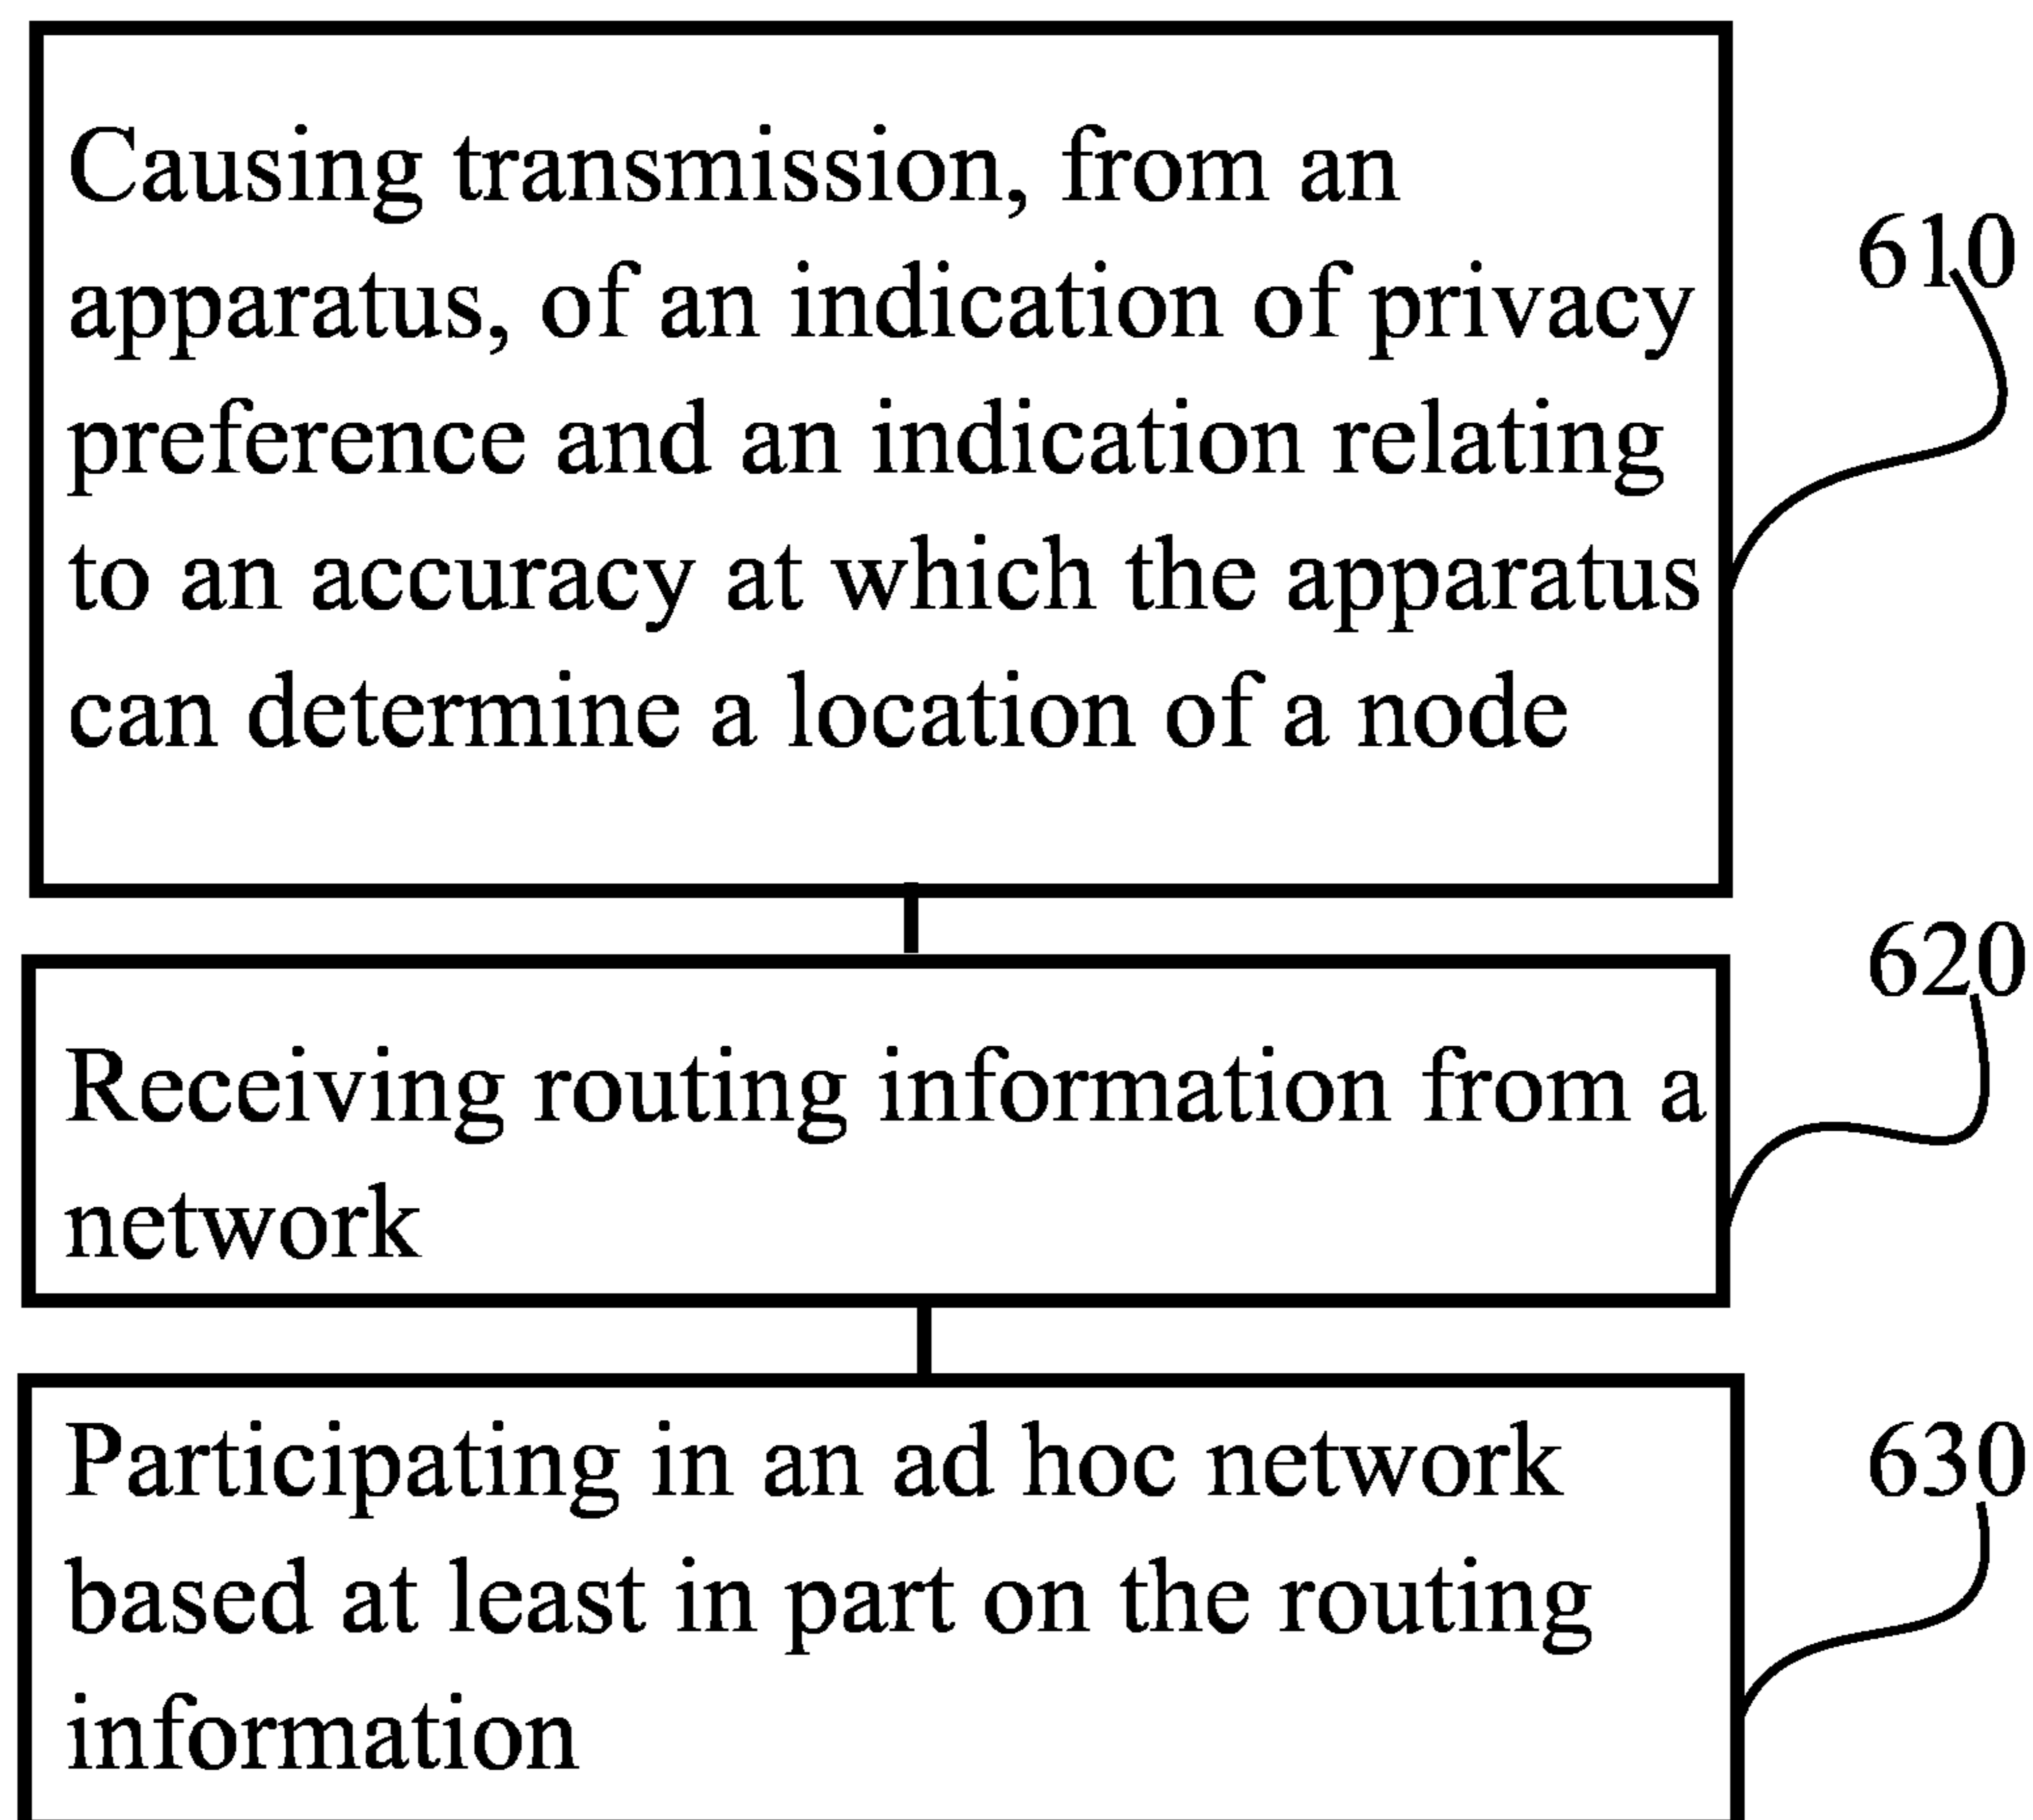 Causing transmission, from an
apparatus, of an indication of privacy
preference and an indication relating
to an accuracy at which the apparatus
can determine a location of a node
610
Receiving routing information from a
network
620
Participating in an ad hoc network
based at least in part on the routing
information
630